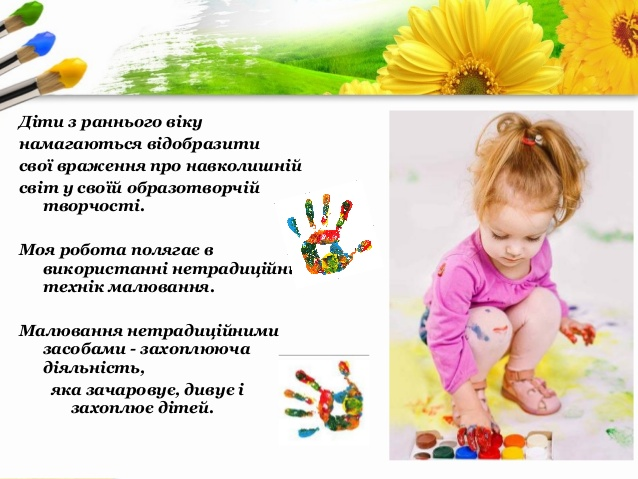 Діти з раннього віку
намагаються відобразити
свої враження про навколишній
світ у своїй образотворчій
творчості.
Моя робота полягає в
використанні нетрадиційн
технік малювання.
Малювання нетрадиційними
засобами - захоплююча
діяльність,
яка зачаровує, дивує і
захоплює дітей.